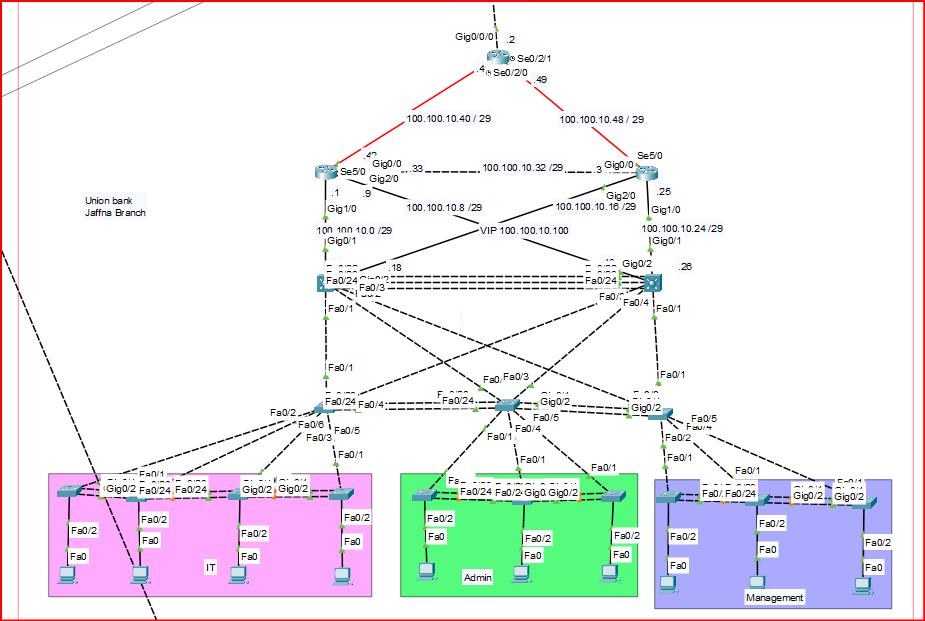 Gig0/0/0
.2
Se0/2/1
.4
Se0/2/0
.49
100.100.10.40 / 29
100.100.10.48 / 29
Gig0/0
.33
100.100.10.32 /29
.3
Gig0/0
Se5/0
Se5/0
Gig2/0
.1
.9
Gig2/0
.25
Union bank
Jaffna Branch
Gig1/0
100.100.10.8 / 29
100.100.10.16 /29
Gig1/0
100.100.10.0 /29
VIP 100.100.10.100
100.100.10.24 /29
Gig0/1
Gig0/1
.18
Gig0/2
.26
Fa0/24
Fa0/3
Fa0/24
Fa0/4
Fa0/1
Fa0/1
Fa0/1
Fa0/3
Fa0/1
Fa0/24
Fa0/4
Fa0/24
Gig0/2
Gig0/2
Fa0/2
Fa0/6
Fa0/3
Fa0/5
Fa0/1
Fa0/4
Fa0/5
Fa0/5
Fa0/2
Fa0/1
Fa0/1
Fa0/1
Fa0/1
Fa0/1
Fa0/1
Gig0/2
Fa0/24
Fa0/24
Gig0/2
Gig0/2
Fa0/24
Gig0/2
Fa0/24
Gig0/2
Gig0/2
Fa0/2
Fa0/2
Fa0/2
Fa0/2
Fa0/2
Fa0/2
Fa0/2
Fa0/2
Fa0/2
Fa0/2
Fa0
Fa0
Fa0
Fa0
Fa0
Fa0
Fa0
Fa0
Fa0
Fa0
IT
Admin
Management